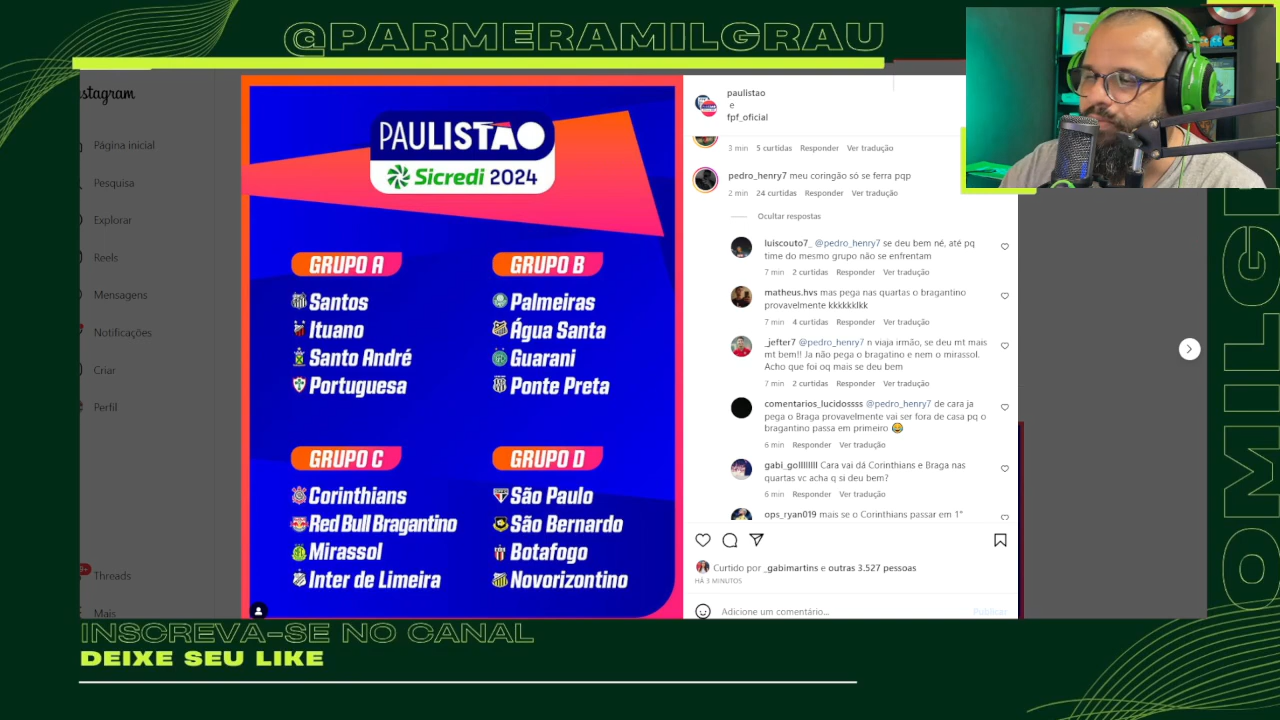 @PARMERAMILGRAU
Instagram
Página inicial
Pesquisa
Explorar
Reels
Mensagens
Notificações
Criar
Perfil
Threads
Mais
PAULISTÃO
Sicredi 2024
GRUPO A
Santos
Ituano
Santo André
Portuguesa
GRUPO B
Palmeiras
Água Santa
Guarani
Ponte Preta
GRUPO C
Corinthians
Red Bull Bragantino
Mirassol
Inter de Limeira
GRUPO D
São Paulo
São Bernardo
Botafogo
Novorizontino
paulistao
e
fpf_oficial
3 min 5 curtidas Responder Ver tradução
pedro_henry7 meu coringão só se ferra pqp
2 min 24 curtidas Responder Ver tradução
Ocultar respostas
luiscouto7_ @pedro_henry7 se deu bem né, até pq
time do mesmo grupo não se enfrentam
7 min 2 curtidas Responder Ver tradução
matheus.hvs mas pega nas quartas o bragantino
provavelmente kkkkkklkk
7 min 4 curtidas Responder Ver tradução
_jefter7 @pedro_henry7 n viaja irmão, se deu mt mais
mt bem!! Ja não pega o bragatino e nem o mirassol.
Acho que foi oq mais se deu bem
7 min 2 curtidas Responder Ver tradução
comentarios_lucidossss @pedro_henry7 de cara ja
pega o Braga provavelmente vai ser fora de casa pq o
bragantino passa em primeiro 😂
6 min Responder Ver tradução
gabi_gollllllll Cara vai dá Corinthians e Braga nas
quartas vc acha q si deu bem?
6 min Responder Ver tradução
ops_ryan019 mais se o Corinthians passar em 1°
Curtido por _gabimartins e outras 3.527 pessoas
HÁ 3 MINUTOS
Adicione um comentário...
Publicar
INSCREVA-SE NO CANAL
DEIXE SEU LIKE